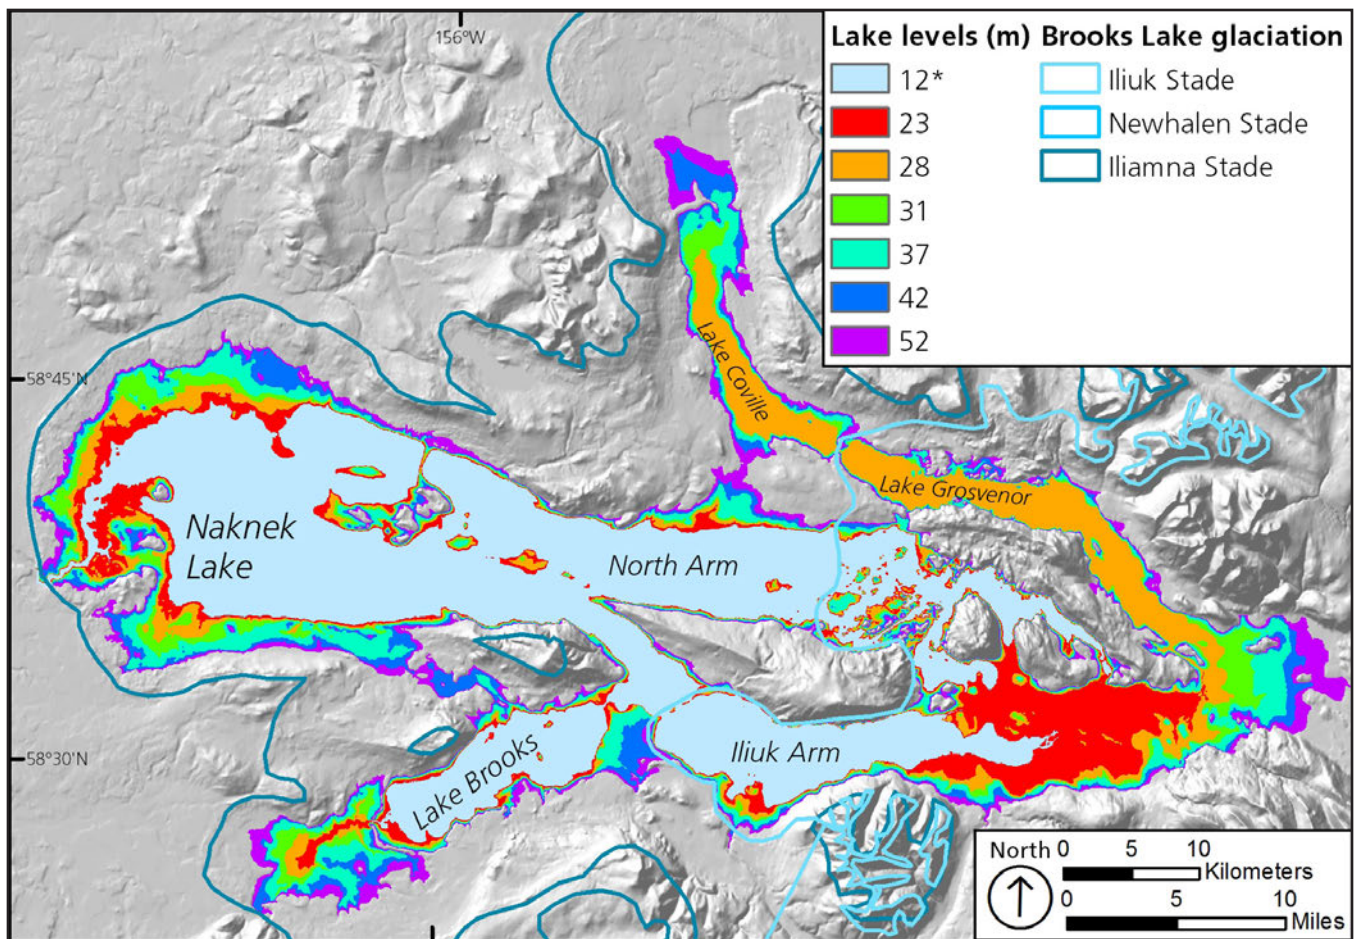 156°W
Lake levels (m) Brooks Lake glaciation
12* Iliuk Stade
23 Newhalen Stade
28 Iliamna Stade
31
37
42
52
58°45'N
Lake Coville
Lake Grosvenor
Naknek
Lake
North Arm
58°30'N
Iliuk Arm
Lake Brooks
North 0 5 10
Kilometers
0 5 10
Miles